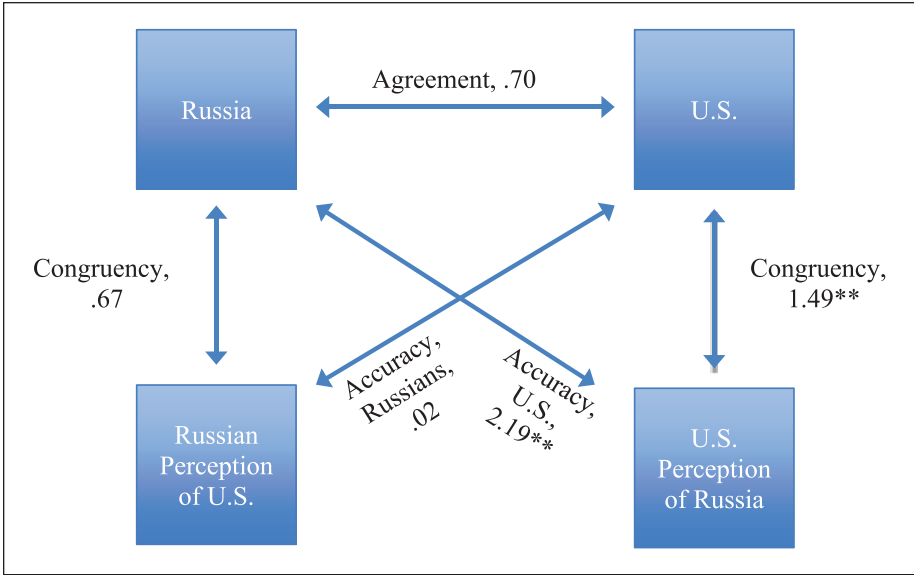 Russia
Agreement, .70
U.S.
Congruency,
.67
Congruency,
1.49**
Accuracy,
Russians,
.02
Accuracy,
U.S.,
2.19**
Russian
Perception
of U.S.
U.S.
Perception
of Russia